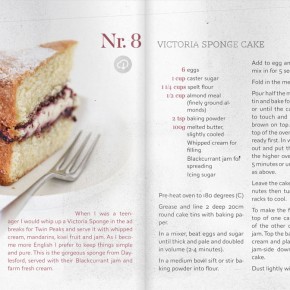 Nr. 8
When I was a teen-
ager I would whip up a Victoria Sponge in the ad
breaks for Twin Peaks and serve it with whipped
cream, mandarins, kiwi fruit and jam. As I beco-
me more English I prefer to keep things simple
and pure. This is the gorgeous sponge from Day-
lesford, served with their Blackcurrant jam and
farm fresh cream.
VICTORIA SPONGE CAKE
6 eggs
1 cup caster sugar
1 1/4 cups spelt flour
1/2 cup almond meal
(finely ground al-
monds)
2 tsp baking powder
100g melted butter,
slightly cooled
Whipped cream for
filling
Blackcurrant jam for
spreading
Icing sugar
Pre-heat oven to 180 degrees (C)
Grease and line 2 deep 20cm
round cake tins with baking pa-
per.
In a mixer, beat eggs and sugar
until thick and pale and doubled
in volume (3-4 minutes).
In a medium bowl sift or stir ba-
king powder into flour.
Add to egg and
mix in for 5 se
Fold in the me
Pour half the m
tin and bake fo
or until the ca
to touch and
brown on top
top of the ove
ready first. In w
out and put th
the higher ove
5 minutes or u
as well.
Leave the cak
notes then tur
racks to cool.
To make the f
top of one ca
jam. Top the b
cream and pla
jam-side down
cake.
Dust lightly wi